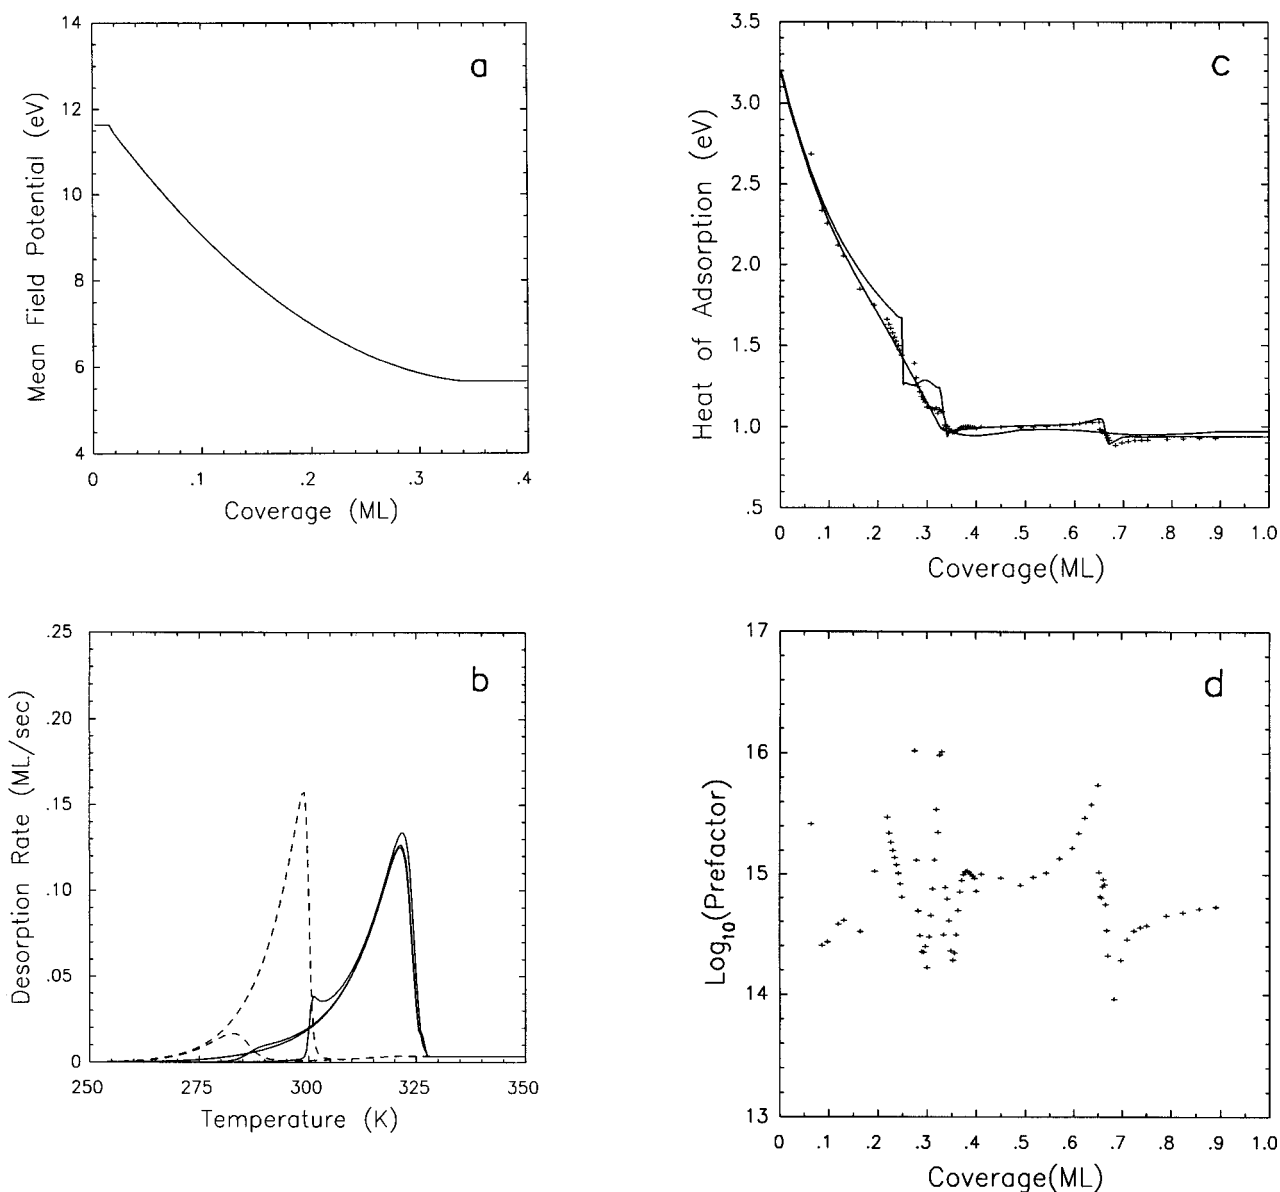 a
14
12
10
8
6
4
Mean Field Potential (eV)
0 .1 .2 .3 .4
Coverage (ML)
c
3.5
3.0
2.5
2.0
1.5
1.0
.5
Heat of Adsorption (eV)
0 .1 .2 .3 .4 .5 .6 .7 .8 .9 1.0
Coverage(ML)
b
.25
.20
.15
.10
.05
0
Desorption Rate (ML/sec)
250 275 300 325 350
Temperature (K)
d
17
16
15
14
13
Log10(Prefactor)
0 .1 .2 .3 .4 .5 .6 .7 .8 .9 1.0
Coverage(ML)